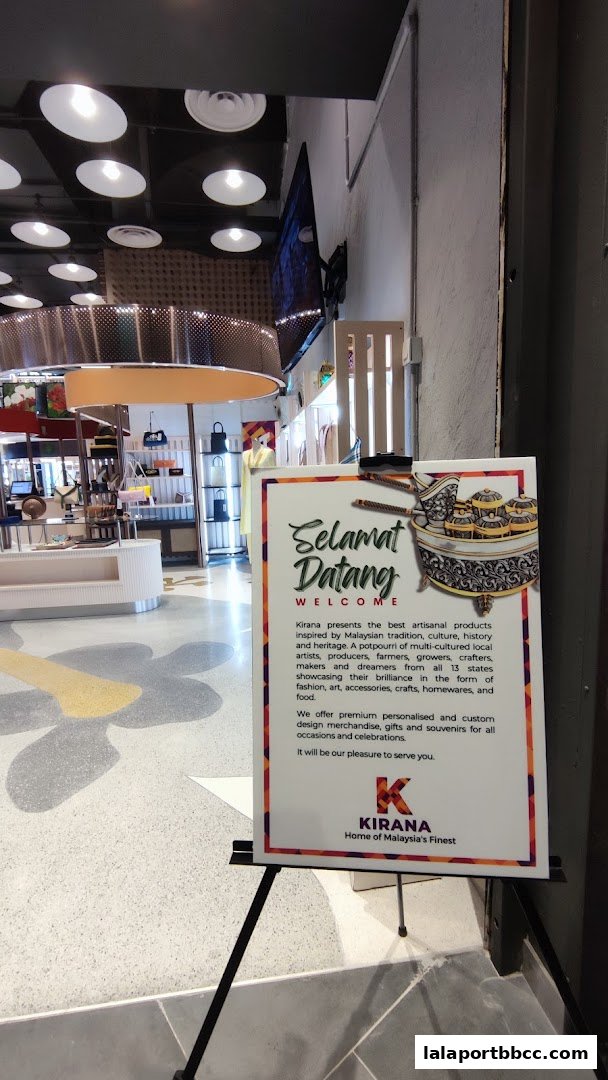 Selamat
Datang
WELCOME
Kirana presents the best artisanal products
inspired by Malaysian tradition, culture, history
and heritage. A potpourri of multi-cultured local
artists, producers, farmers, growers, crafters,
makers and dreamers from all 13 states
showcasing their brilliance in the form of
fashion, art, accessories, crafts, homewares, and
food.
We offer premium personalised and custom
design merchandise, gifts and souvenirs for all
occasions and celebrations.
It will be our pleasure to serve you.
K
KIRANA
Home of Malaysia's Finest
lalaportbbcc.com